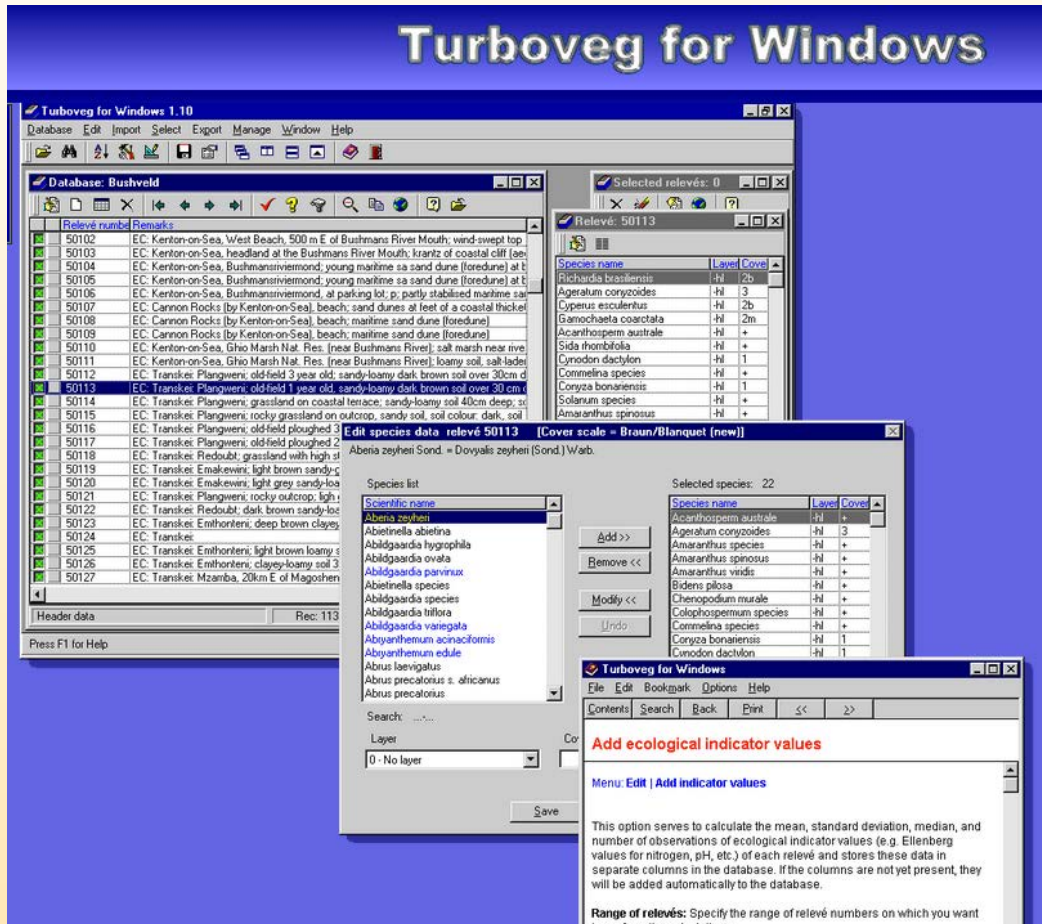 Turboveg for Windows
Turboveg for Windows 1.10
Database Edit Import Select Export Manage Window Help
Database: Bushveld
Relevé numbe Remarks
50102 EC: Kenton-on-Sea, West Beach, 500 m E of Bushmans River Mouth; wind-swept top
50103 EC: Kenton-on-Sea, headland at the Bushmans River Mouth; krantz of coastal cliff (aeo
50104 EC: Kenton-on-Sea, Bushmansriviermond; young maritime sa sand dune (foredune) at b
50105 EC: Kenton-on-Sea, Bushmansriviermond; young maritime sa sand dune (foredune) at b
50106 EC: Kenton-on-Sea, Bushmansriviermond, at parking lot; p; partly stabilised maritime sa
50107 EC: Cannon Rocks (by Kenton-on-Sea), beach; sand dunes at feet of a coastal thicket
50108 EC: Cannon Rocks (by Kenton-on-Sea), beach; maritime sand dune (foredune)
50109 EC: Cannon Rocks (by Kenton-on-Sea), beach; maritime sand dune (foredune)
50110 EC: Kenton-on-Sea, Ghio Marsh Nat. Res. (near Bushmans River); salt marsh near rive
50111 EC: Kenton-on-Sea, Ghio Marsh Nat. Res. (near Bushmans River); loamy soil, salt-lade
50112 EC: Transkei: Plangweni; old-field 3 year old; sandy-loamy dark brown soil over 30cm d
50113 EC: Transkei: Plangweni; old-field 1 year old, sandy-loamy dark brown soil over 30 cm
50114 EC: Transkei: Plangweni; grassland on coastal terrace; sandy-loamy soil 40cm deep; s
50115 EC: Transkei: Plangweni; rocky grassland on outcrop, sandy soil, soil colour: dark, soil
50116 EC: Transkei: Plangweni; old-field ploughed 3
50117 EC: Transkei: Plangweni; old-field ploughed 2
50118 EC: Transkei: Redoubt; grassland with high s
50119 EC: Transkei: Emakewini; light brown sandy-
50120 EC: Transkei: Emakewini; light grey sandy-loa
50121 EC: Transkei: Plangweni; rocky outcrop; ligh
50122 EC: Transkei: Redoubt; dark brown sandy-loa
50123 EC: Transkei: Emthonteni; deep brown clayey
50124 EC: Transkei:
50125 EC: Transkei: Emthonteni; light brown loamy s
50126 EC: Transkei: Emthonteni; clayey-loamy soil 3
50127 EC: Transkei: Mzamba, 20km E of Magoshen
Header data Rec: 113
Press F1 for Help
Selected relevés: 0
Relevé: 50113
Species name Layer Cove
Richardia brasiliensis -hl 2b
Ageratum conyzoides -hl 3
Cyperus esculentus -hl 2b
Gamochaeta coarctata -hl 2m
Acanthosperm australe -hl +
Sida rhombifolia -hl +
Cynodon dactylon -hl 1
Commelina species -hl +
Conyza bonariensis -hl 1
Solanum species -hl +
Amaranthus spinosus -hl +
Edit species data relevé 50113 [Cover scale = Braun/Blanquet (new)]
Aberia zeyheri Sond. = Dovyalis zeyheri (Sond.) Warb.
Species list
Scientific name
Aberia zeyheri
Abietinella abietina
Abildgaardia hygrophila
Abildgaardia ovata
Abildgaardia parvinux
Abietinella species
Abildgaardia species
Abildgaardia triflora
Abildgaardia variegata
Abryanthemum acinaciformis
Abryanthemum edule
Abrus laevigatus
Abrus precatorius s. africanus
Abrus precatorius
Search: ...-...
Layer
0 - No layer
Co
Add >>
Remove <<
Modify <<
Undo
Save
Selected species: 22
Species name Layer Cover
Acanthosperm australe -hl +
Ageratum conyzoides -hl 3
Amaranthus species -hl +
Amaranthus spinosus -hl +
Amaranthus viridis -hl +
Bidens pilosa -hl +
Chenopodium murale -hl +
Colophospermum species -hl +
Commelina species -hl +
Conyza bonariensis -hl 1
Cynodon dactylon -hl 1
Turboveg for Windows
File Edit Bookmark Options Help
Contents Search Back Print << >>
Add ecological indicator values
Menu: Edit | Add indicator values
This option serves to calculate the mean, standard deviation, median, and
number of observations of ecological indicator values (e.g. Ellenberg
values for nitrogen, pH, etc.) of each relevé and stores these data in
separate columns in the database. If the columns are not yet present, they
will be added automatically to the database.
Range of relevés: Specify the range of relevé numbers on which you want